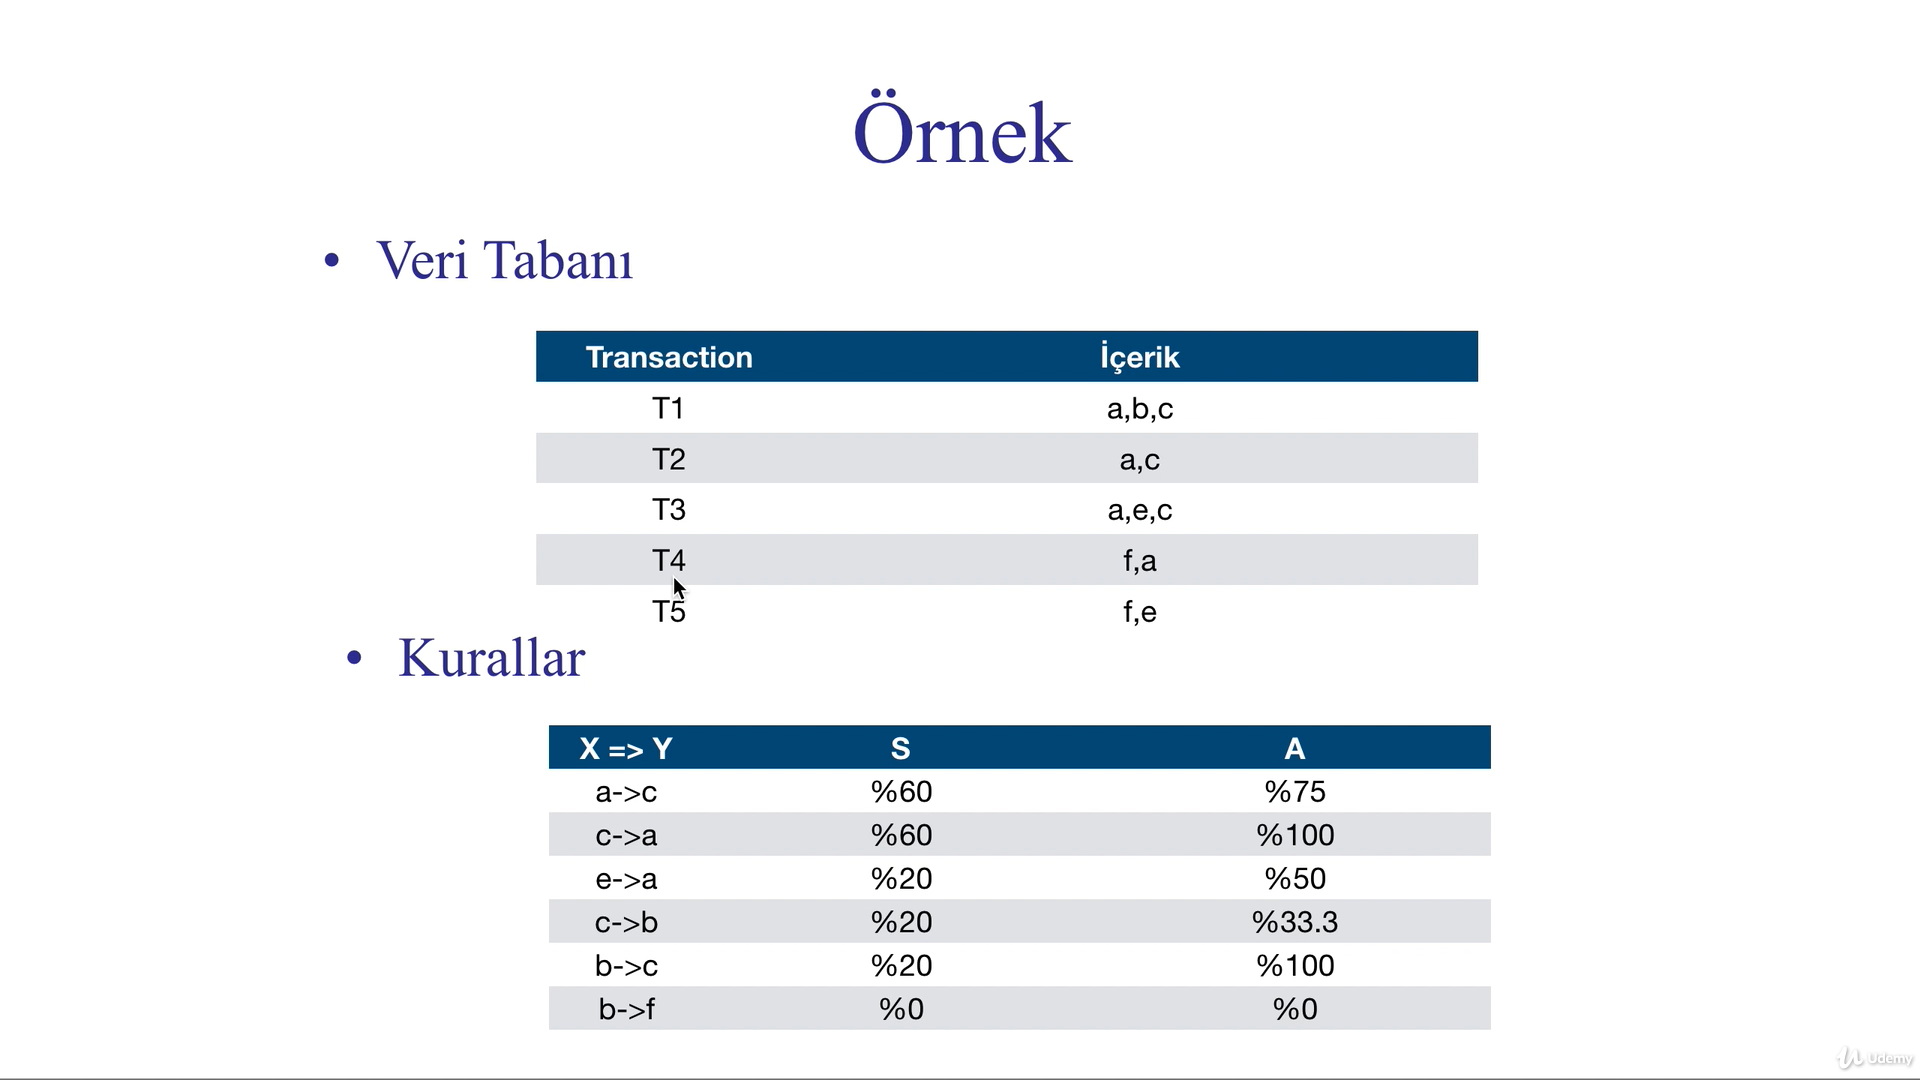 Örnek
• Veri Tabanı
Transaction İçerik
T1 a,b,c
T2 a,c
T3 a,e,c
T4 f,a
T5 f,e
• Kurallar
X => Y S A
a->c %60 %75
c->a %60 %100
e->a %20 %50
c->b %20 %33.3
b->c %20 %100
b->f %0 %0
Udemy